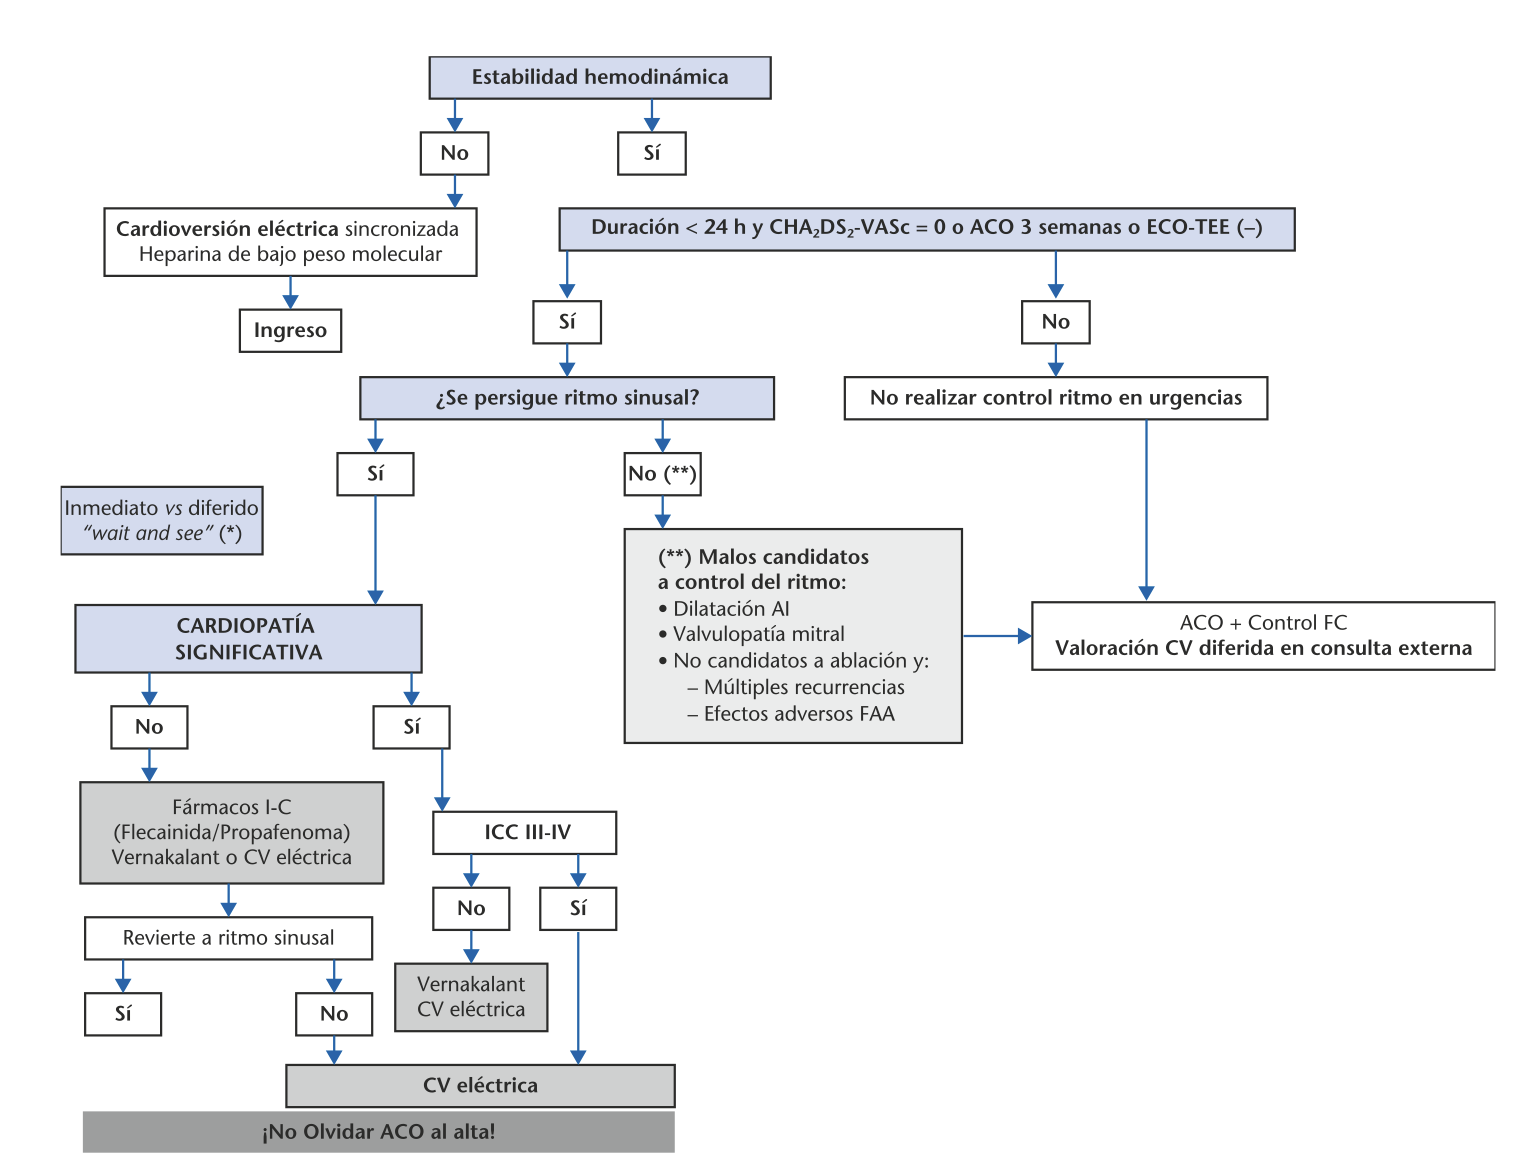 Estabilidad hemodinámica
No
Sí
Cardioversión eléctrica sincronizada
Heparina de bajo peso molecular
Ingreso
Duración < 24 h y CHA₂DS₂-VASc = 0 o ACO 3 semanas o ECO-TEE (–)
Sí
No
¿Se persigue ritmo sinusal?
No realizar control ritmo en urgencias
Sí
No (**)
Inmediato vs diferido
“wait and see” (*)
(**) Malos candidatos
a control del ritmo:
• Dilatación AI
• Valvulopatía mitral
• No candidatos a ablación y:
– Múltiples recurrencias
– Efectos adversos FAA
ACO + Control FC
Valoración CV diferida en consulta externa
CARDIOPATÍA
SIGNIFICATIVA
No
Sí
Fármacos I-C
(Flecainida/Propafenoma)
Vernakalant o CV eléctrica
ICC III-IV
No
Sí
Revierte a ritmo sinusal
Vernakalant
CV eléctrica
Sí
No
CV eléctrica
¡No Olvidar ACO al alta!